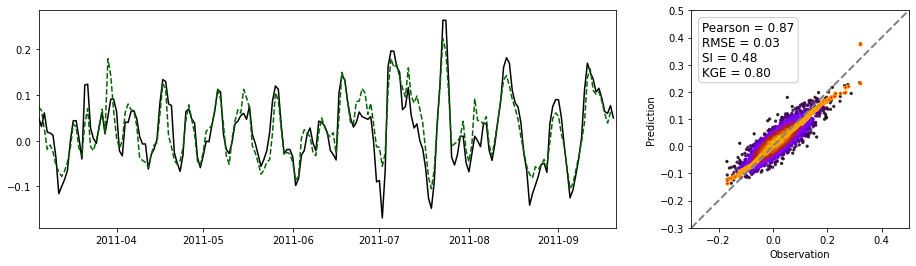 0.2
0.1
0.0
−0.1
2011-04 2011-05 2011-06 2011-07 2011-08 2011-09
Pearson = 0.87
RMSE = 0.03
SI = 0.48
KGE = 0.80
0.5
0.4
0.3
0.2
0.1
0.0
−0.1
−0.2
−0.3
Prediction
−0.2 0.0 0.2 0.4
Observation